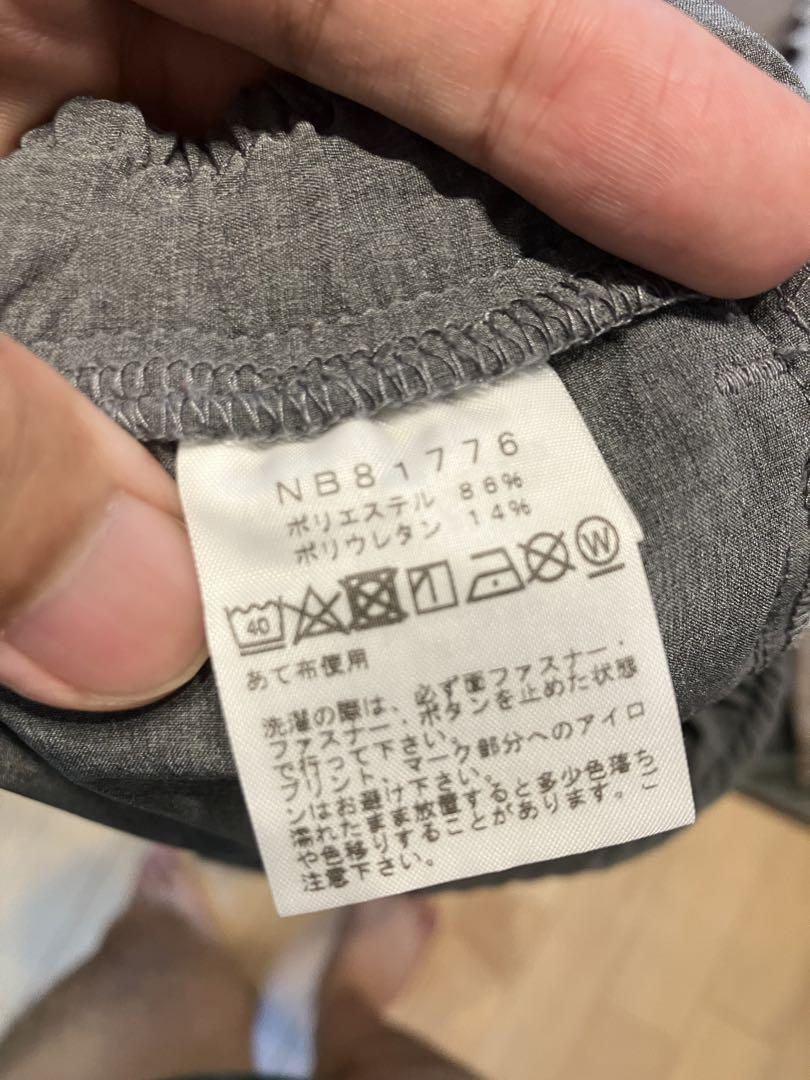 NB81776
ポリエステル 86%
ポリウレタン 14%
40 W
あて布使用
洗濯の際は、必ず面ファスナー・
ファスナー・ボタンを止めた状態
で行って下さい。
プリント、マーク部分へのアイロ
ンはお避け下さい。
濡れたまま放置すると多少色落ち
や色移りすることがあります。ご
注意下さい。